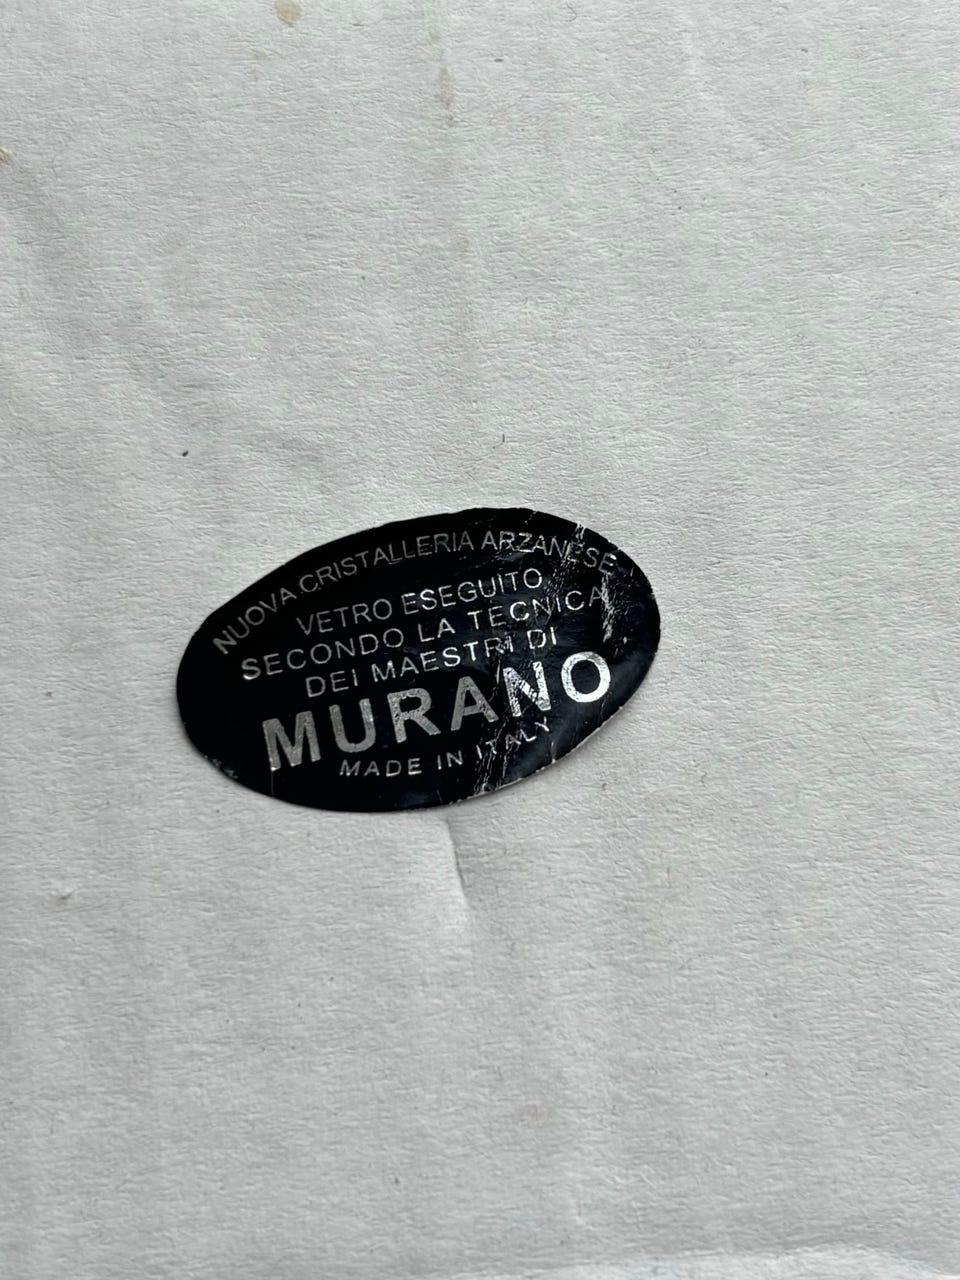 NUOVA CRISTALLERIA ARZANESE
VETRO ESEGUITO
SECONDO LA TECNICA
DEI MAESTRI DI
MURANO
MADE IN ITALY